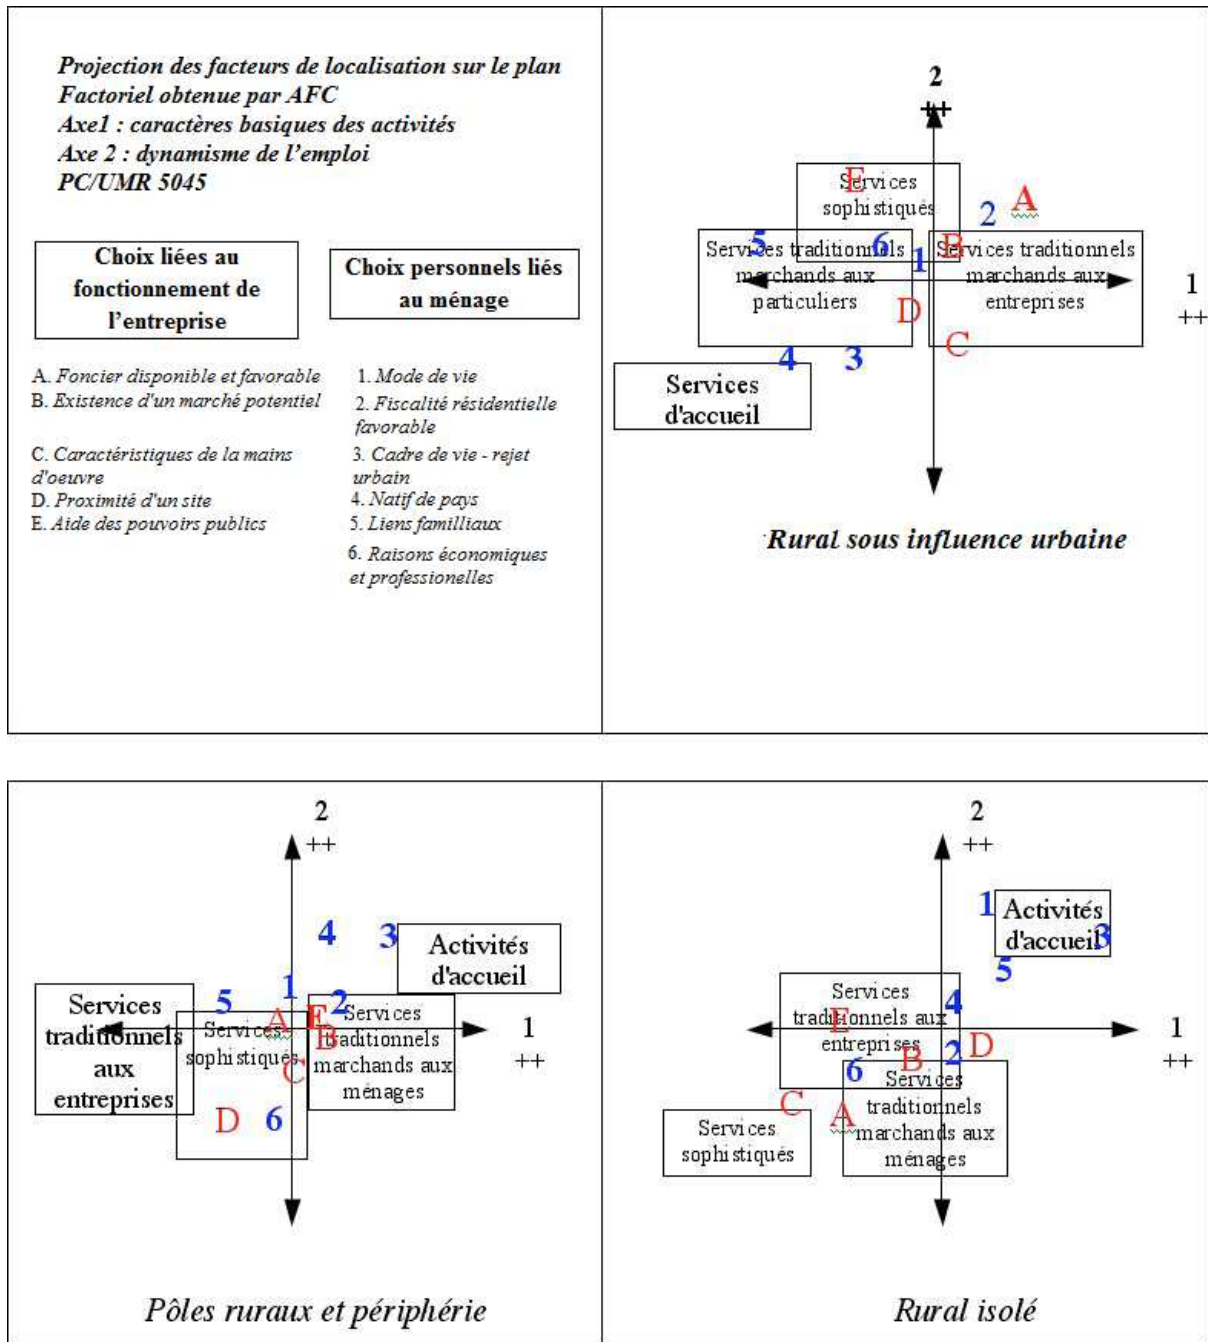 Projection des facteurs de localisation sur le plan
Factoriel obtenue par AFC
Axe1 : caractères basiques des activités
Axe 2 : dynamisme de l'emploi
PC/UMR 5045
Choix liées au
fonctionnement de
l'entreprise
Choix personnels liés
au ménage
A. Foncier disponible et favorable
B. Existence d'un marché potentiel
C. Caractéristiques de la mains
d'oeuvre
D. Proximité d'un site
E. Aide des pouvoirs publics
1. Mode de vie
2. Fiscalité résidentielle
favorable
3. Cadre de vie - rejet
urbain
4. Natif de pays
5. Liens familliaux
6. Raisons économiques
et professionelles
2
++
E
Services
sophistiqués
2
A
5
6
1
B
Services traditionnels
marchands aux
particuliers
Services traditionnels
marchands aux
entreprises
1
++
D
C
4
3
Services
d'accueil
Rural sous influence urbaine
2
++
4
3
Activités
d'accueil
Services
traditionnels
aux
entreprises
5
1
2
A
E
B
Services
sophistiqués
Services
traditionnels
marchands aux
ménages
1
++
C
D
6
Pôles ruraux et périphérie
2
++
1
Activités
d'accueil
3
5
Services
traditionnels aux
entreprises
4
E
B
2
D
1
++
6
C
A
Services
traditionnels
marchands aux
ménages
Services
sophistiqués
Rural isolé